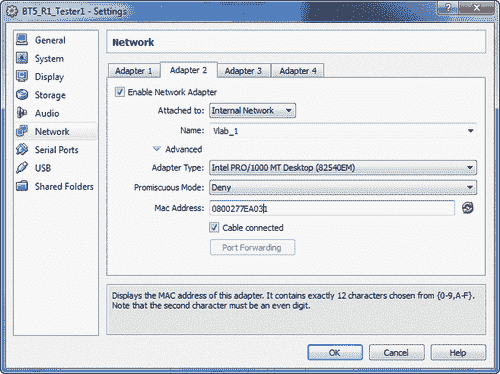 BT5_R1_Tester1 - Settings
General
System
Display
Storage
Audio
Network
Serial Ports
USB
Shared Folders
Network
Adapter 1
Adapter 2
Adapter 3
Adapter 4
Enable Network Adapter
Attached to: Internal Network
Name: Vlab_1
Advanced
Adapter Type: Intel PRO/1000 MT Desktop (82540EM)
Promiscuous Mode: Deny
Mac Address: 0800277EA031
Cable connected
Port Forwarding
Displays the MAC address of this adapter. It contains exactly 12 characters chosen from {0-9,A-F}.
Note that the second character must be an even digit.
OK
Cancel
Help